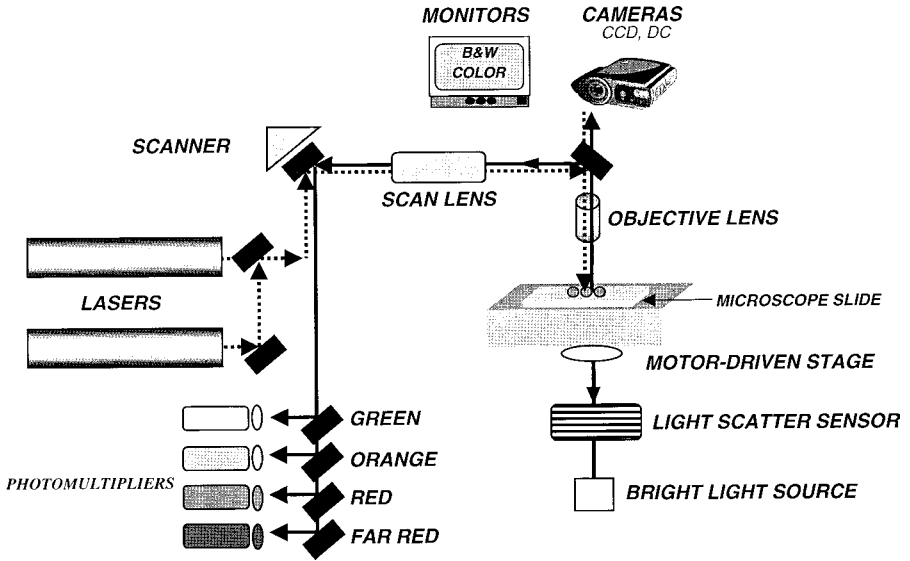 MONITORS
CAMERAS
CCD, DC
B&W
COLOR
SCANNER
SCAN LENS
OBJECTIVE LENS
LASERS
MICROSCOPE SLIDE
MOTOR-DRIVEN STAGE
GREEN
LIGHT SCATTER SENSOR
ORANGE
PHOTOMULTIPLIERS
RED
BRIGHT LIGHT SOURCE
FAR RED